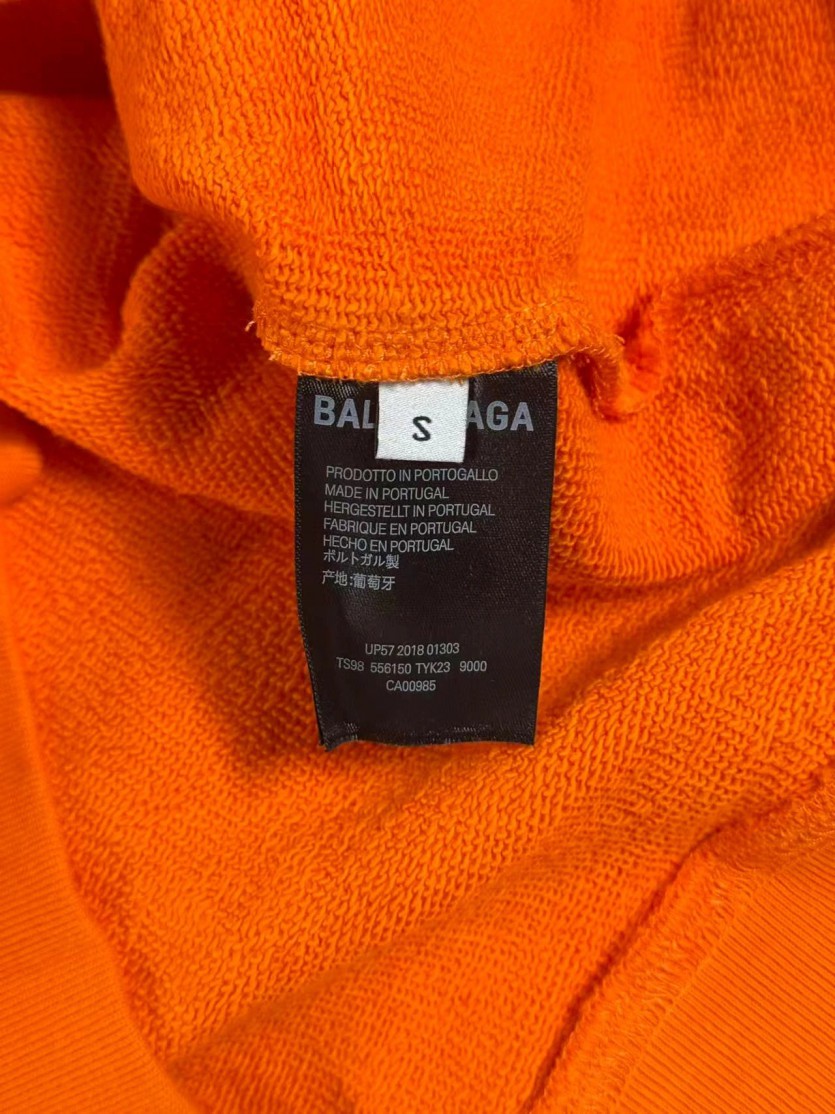 BAL AGA
S
PRODOTTO IN PORTOGALLO
MADE IN PORTUGAL
HERGESTELLT IN PORTUGAL
FABRIQUE EN PORTUGAL
HECHO EN PORTUGAL
ポルトガル製
产地:葡萄牙
UP57 2018 01303
TS98 556150 TYK23 9000
CA00985